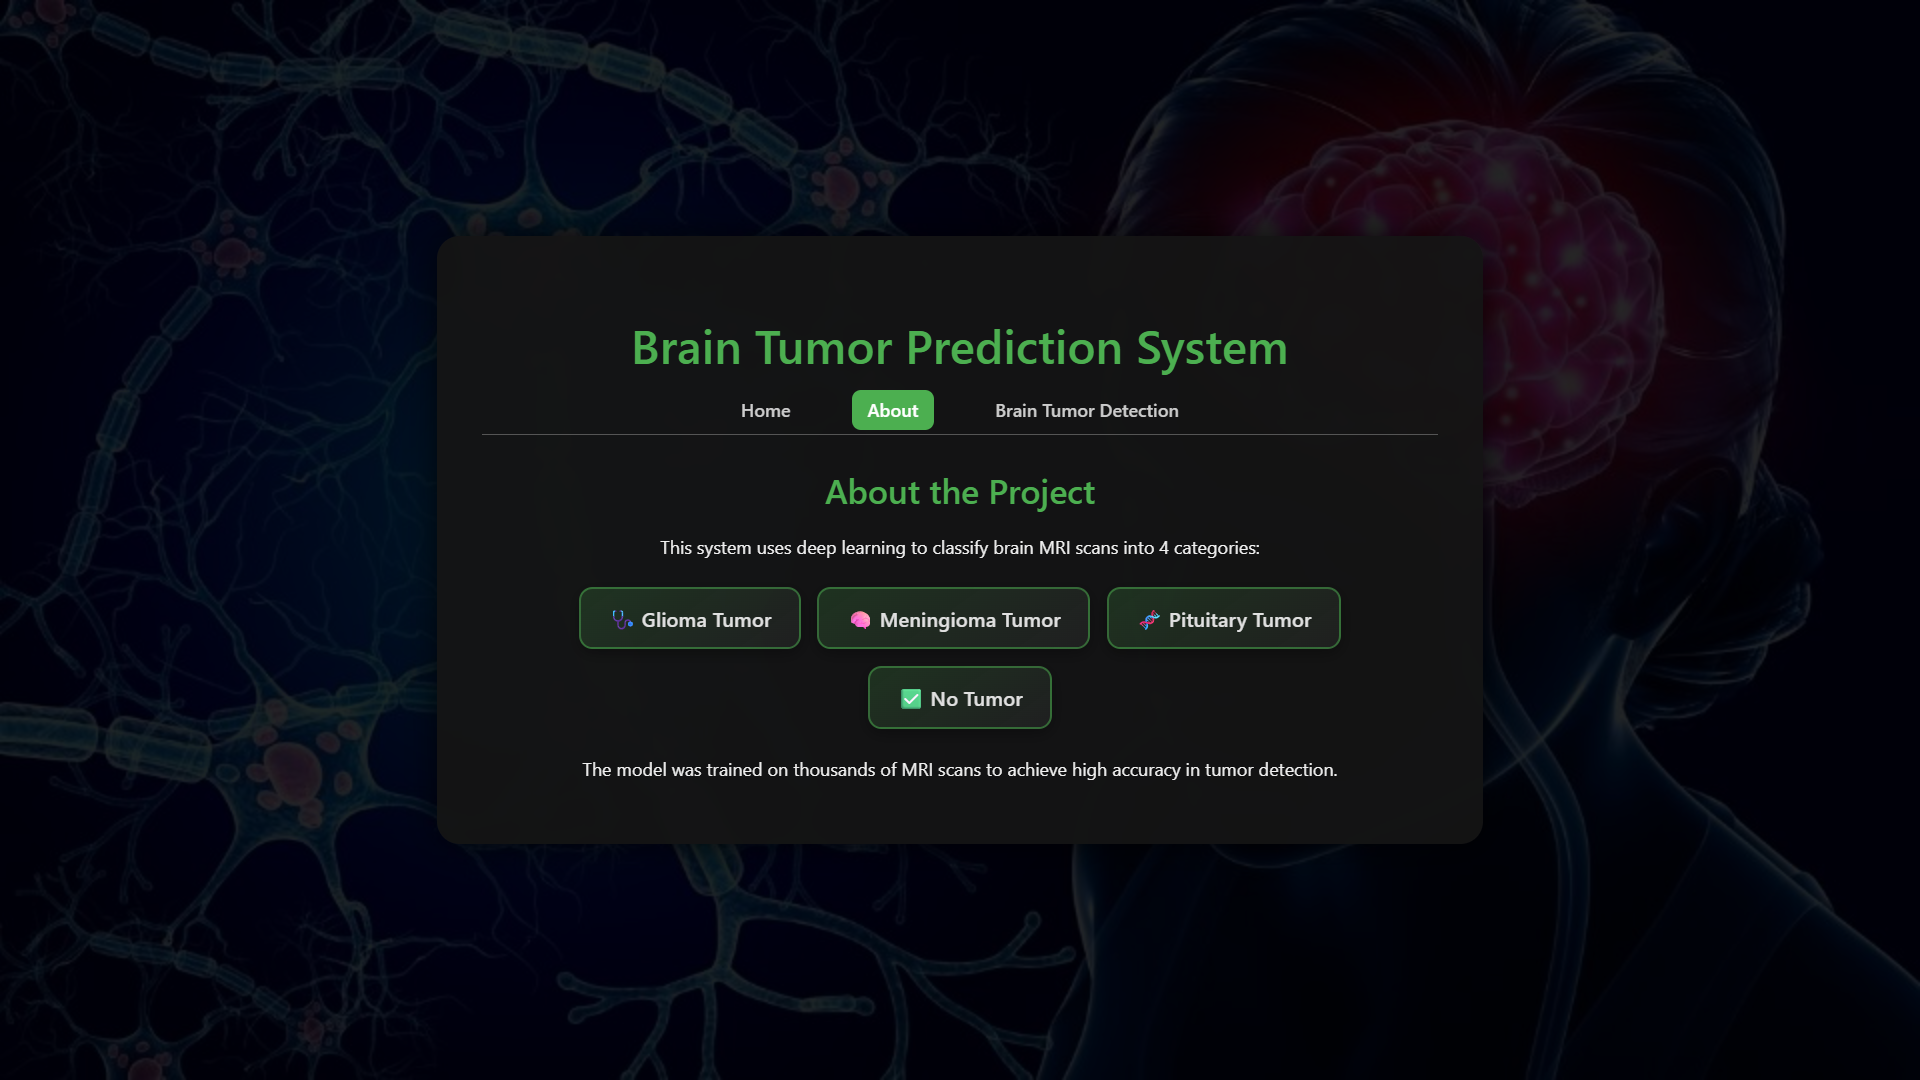 Brain Tumor Prediction System
Home About Brain Tumor Detection
About the Project
This system uses deep learning to classify brain MRI scans into 4 categories:
🩺 Glioma Tumor 🧠 Meningioma Tumor 🧬 Pituitary Tumor
✅ No Tumor
The model was trained on thousands of MRI scans to achieve high accuracy in tumor detection.